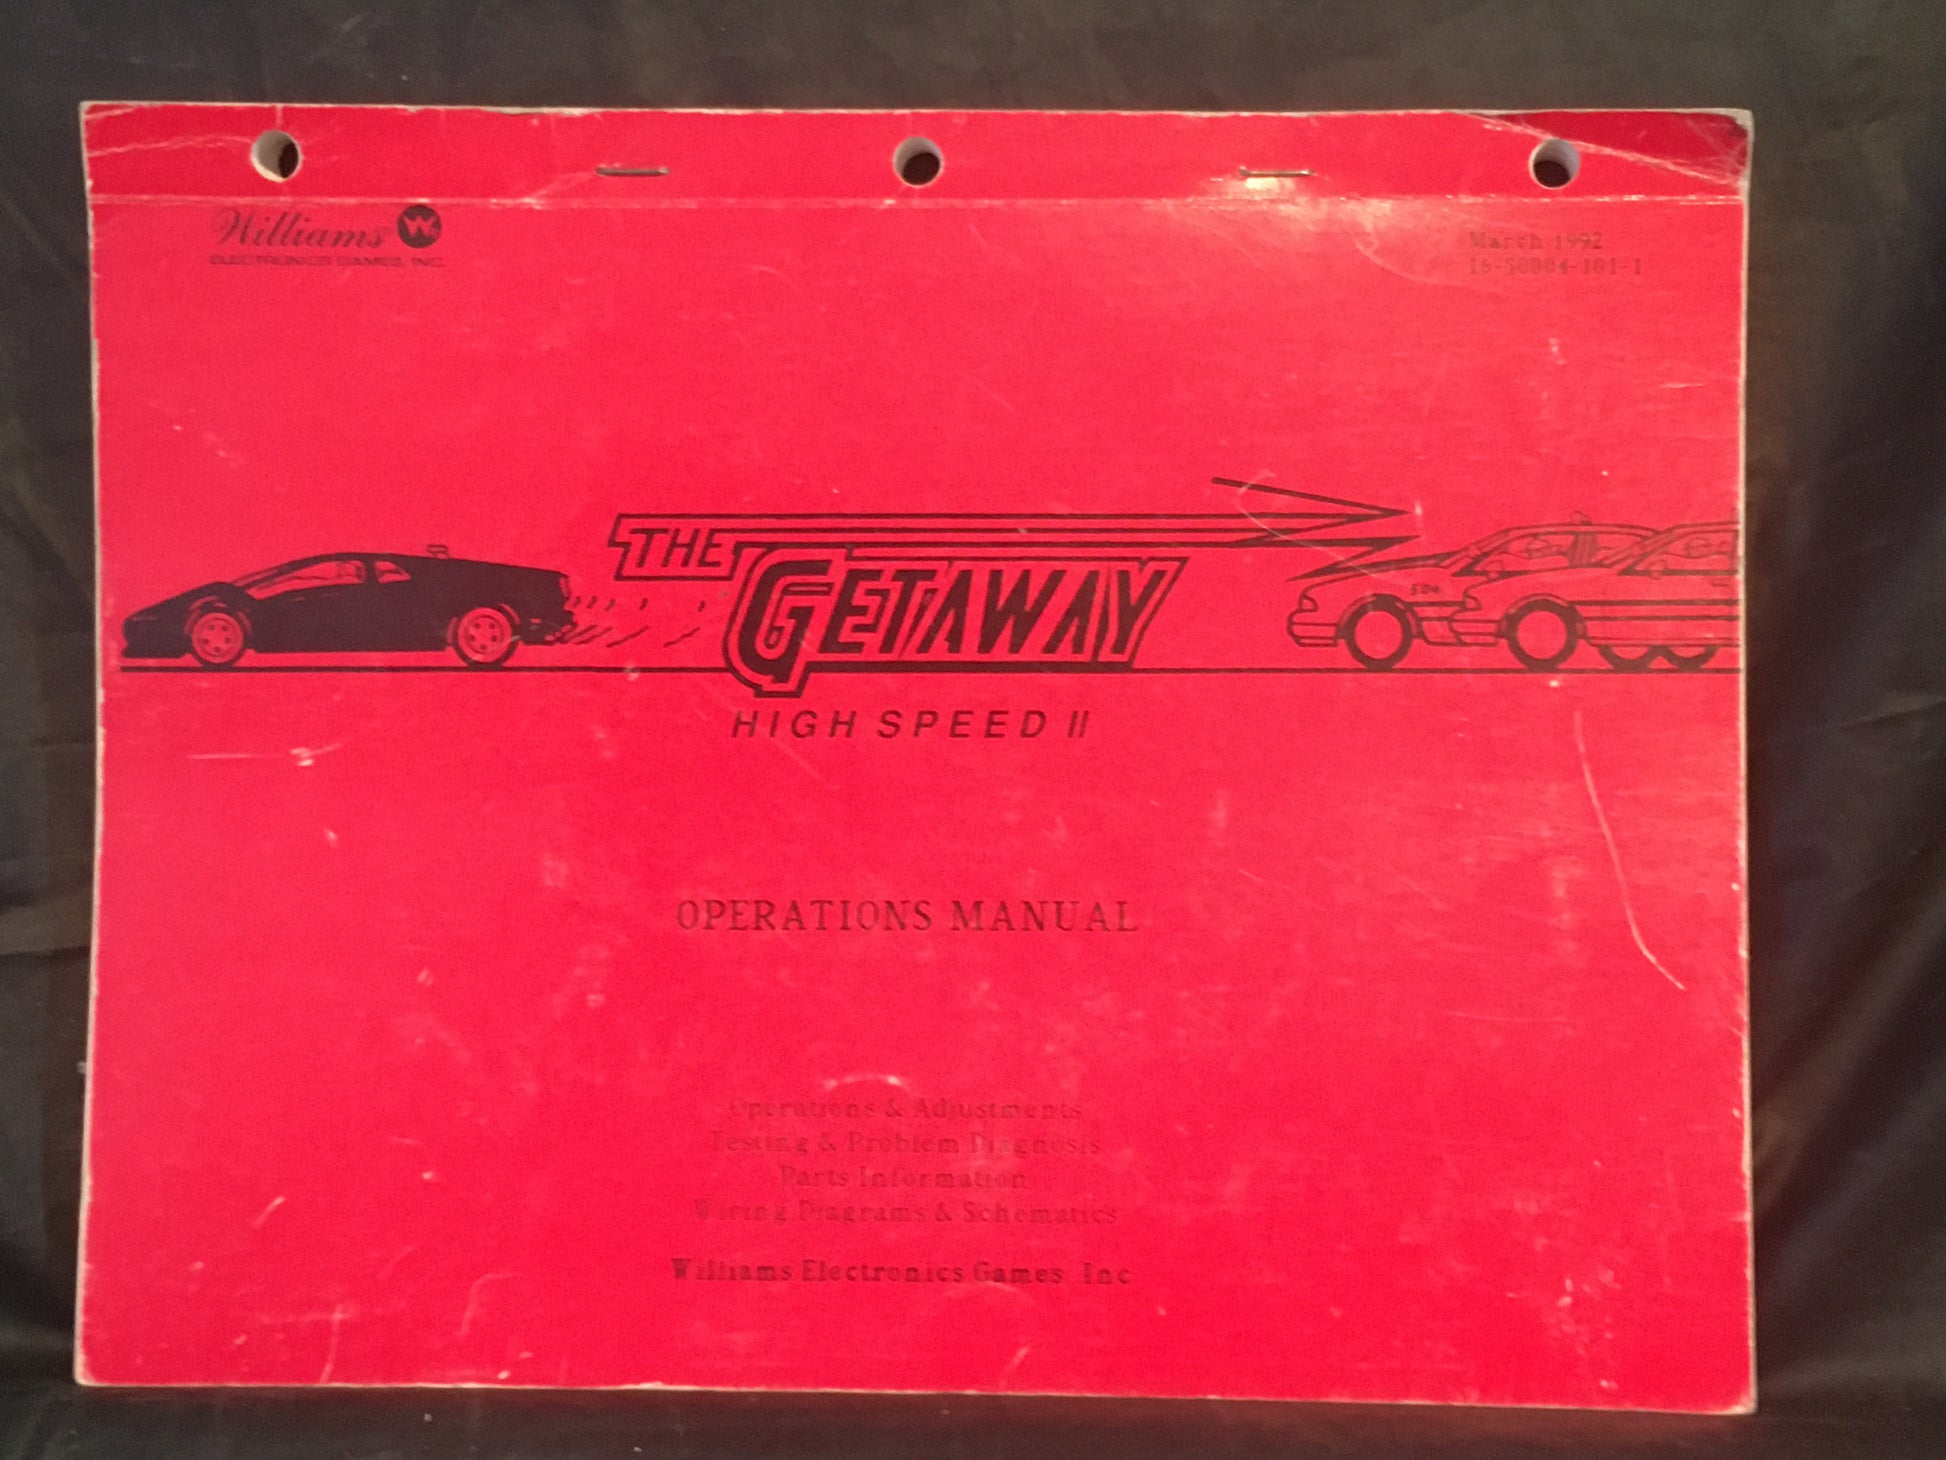 Williams
ELECTRONICS GAMES, INC.
March 1992
16-50004-101-1
THE
GETAWAY
HIGH SPEED II
504
OPERATIONS MANUAL
Operations & Adjustments
Testing & Problem Diagnosis
Parts Information
Wiring Diagrams & Schematics
Williams Electronics Games, Inc